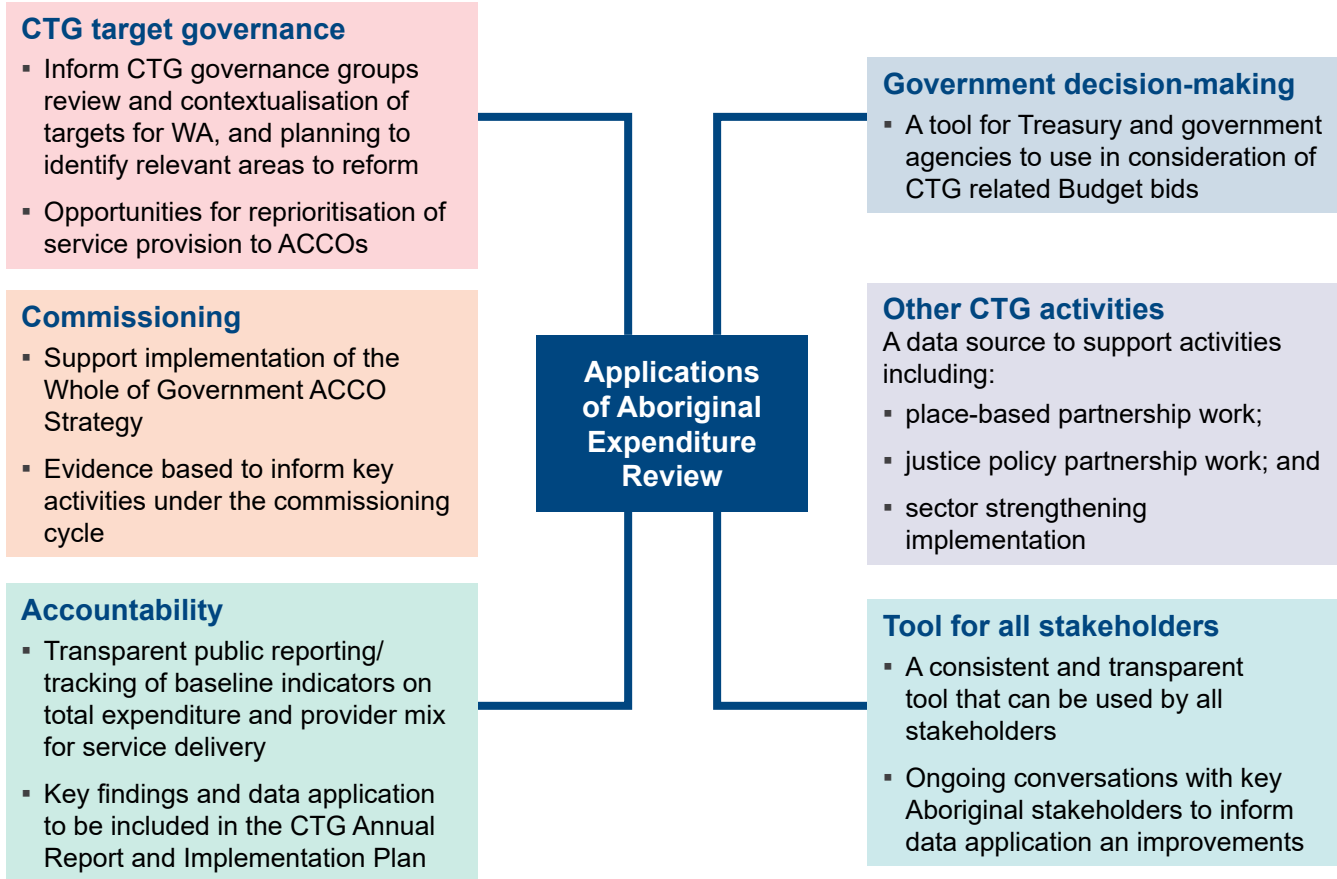 CTG target governance
▪ Inform CTG governance groups
review and contextualisation of
targets for WA, and planning to
identify relevant areas to reform
▪ Opportunities for reprioritisation of
service provision to ACCOs
Commissioning
▪ Support implementation of the
Whole of Government ACCO
Strategy
▪ Evidence based to inform key
activities under the commissioning
cycle
Accountability
▪ Transparent public reporting/
tracking of baseline indicators on
total expenditure and provider mix
for service delivery
▪ Key findings and data application
to be included in the CTG Annual
Report and Implementation Plan
Applications
of Aboriginal
Expenditure
Review
Government decision-making
▪ A tool for Treasury and government
agencies to use in consideration of
CTG related Budget bids
Other CTG activities
A data source to support activities
including:
▪ place-based partnership work;
▪ justice policy partnership work; and
▪ sector strengthening
implementation
Tool for all stakeholders
▪ A consistent and transparent
tool that can be used by all
stakeholders
▪ Ongoing conversations with key
Aboriginal stakeholders to inform
data application an improvements